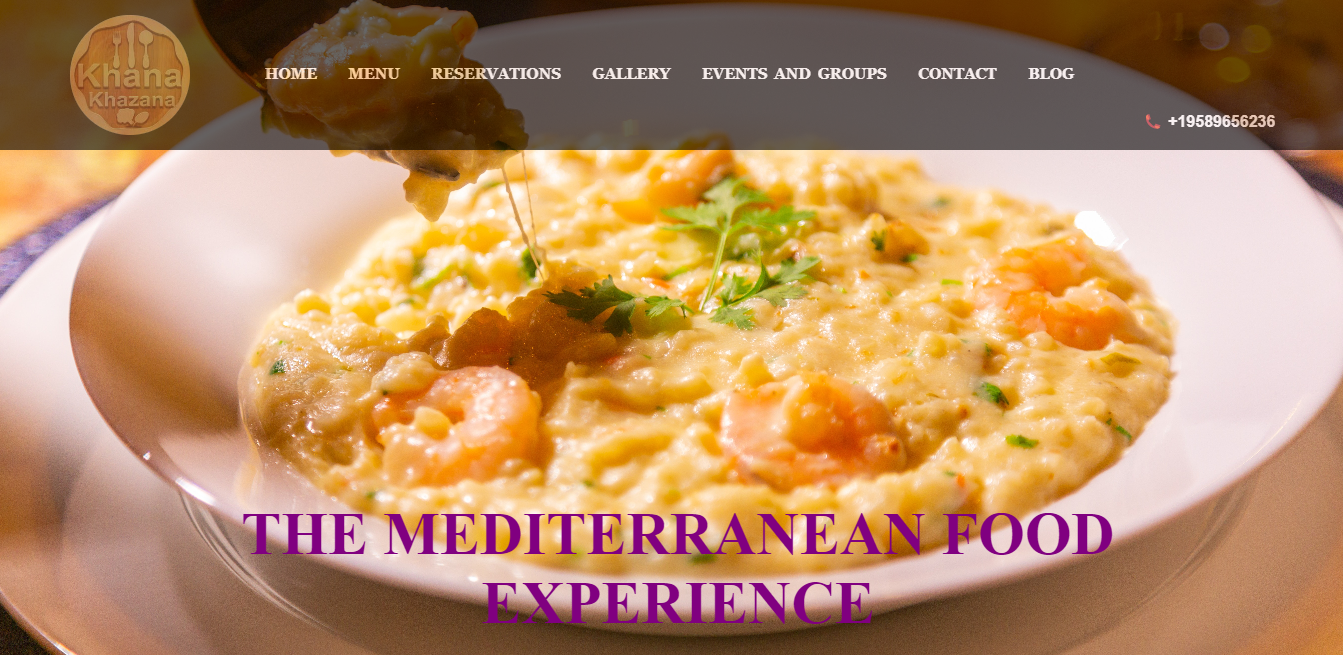 Khana
Khazana
HOME MENU RESERVATIONS GALLERY EVENTS AND GROUPS CONTACT BLOG
+19589656236
THE MEDITERRANEAN FOOD
EXPERIENCE